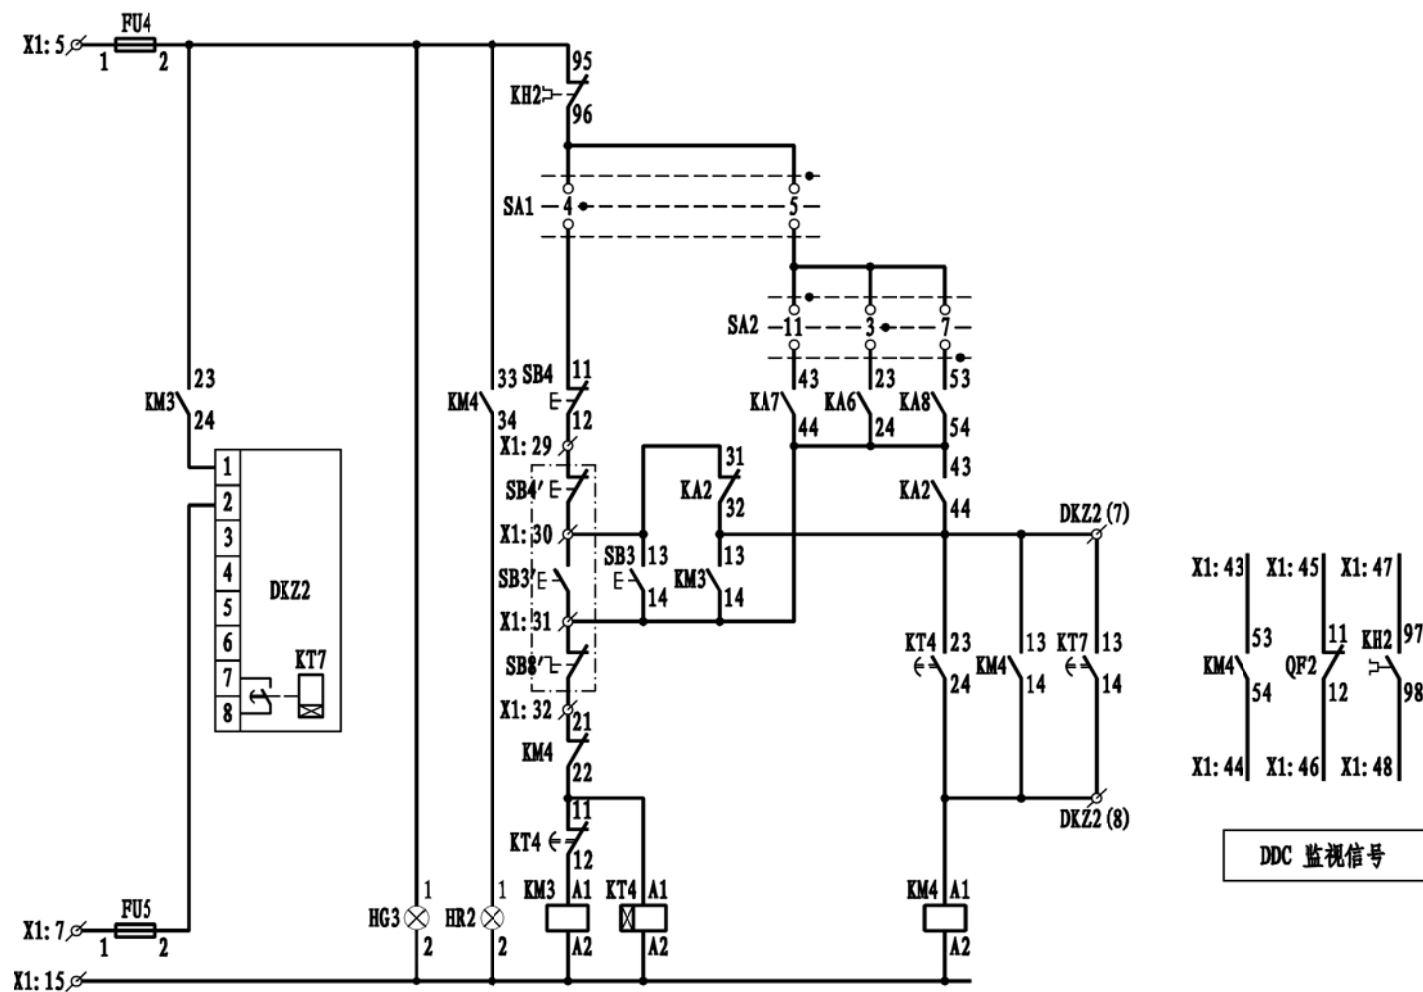 FU4
X1:5
1 2
95
KH2
96
SA1 4 5
SA2 11 3 7
23
KM3
24
33
KM4
34
SB4 11
12
43 23 53
KA7 KA6 KA8
44 24 54
X1:29
SB4′
31
KA2
32
43
KA2
44
X1:30
DKZ2(7)
SB3′
SB3 13
14
KM3 13
14
X1:31
SB8′
X1:32
21
KM4
22
KT4 23
24
KM4 13
14
KT7 13
14
DKZ2(8)
1
2
3
4
5
6
7
8
DKZ2
KT7
11
KT4
12
KM3 A1
A2
KT4 A1
A2
KM4 A1
A2
HG3 1
2
HR2 1
2
FU5
X1:7
1 2
X1:15
X1:43 X1:45 X1:47
53
KM4
54
11
QF2
12
97
KH2
98
X1:44 X1:46 X1:48
DDC 监视信号